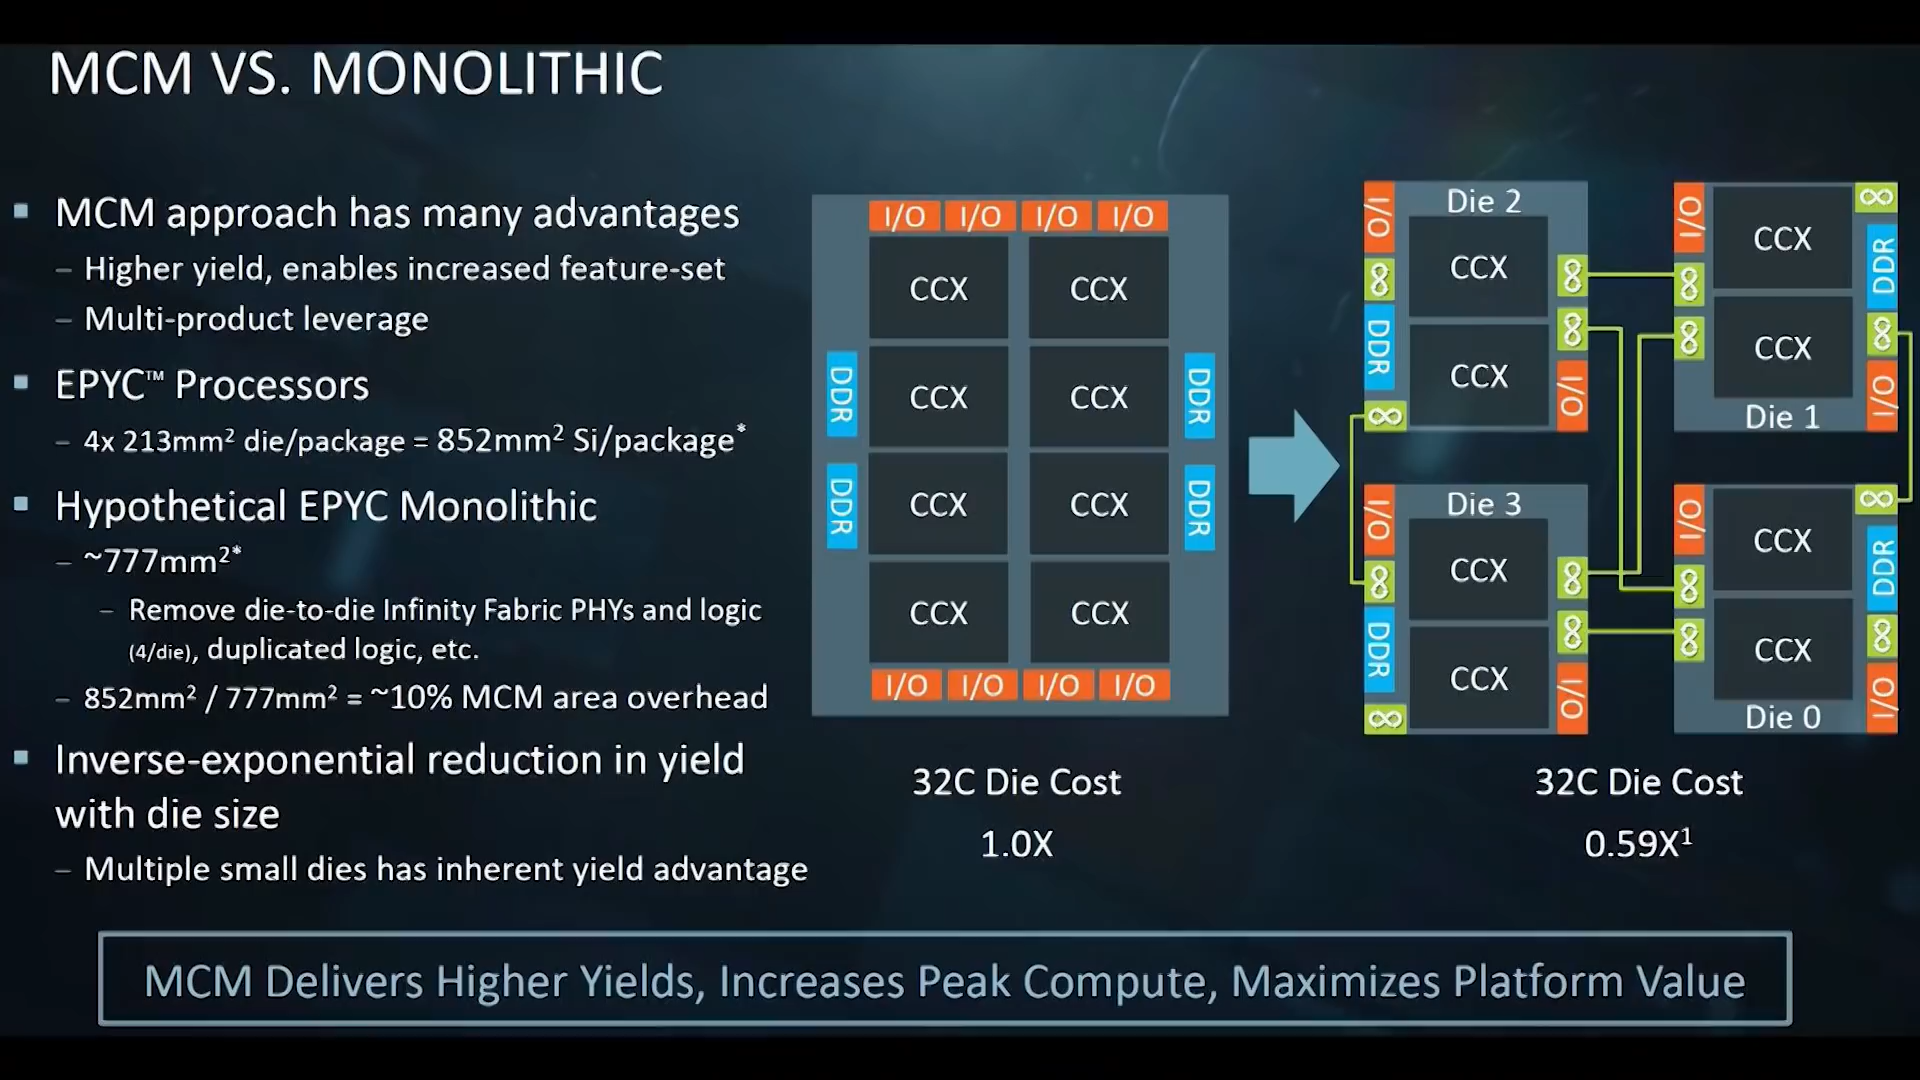 MCM VS. MONOLITHIC
▪ MCM approach has many advantages
– Higher yield, enables increased feature-set
– Multi-product leverage
▪ EPYC™ Processors
– 4x 213mm² die/package = 852mm² Si/package*
▪ Hypothetical EPYC Monolithic
– ~777mm²*
– Remove die-to-die Infinity Fabric PHYs and logic
(4/die), duplicated logic, etc.
– 852mm² / 777mm² = ~10% MCM area overhead
▪ Inverse-exponential reduction in yield
with die size
– Multiple small dies has inherent yield advantage
I/O I/O I/O I/O
CCX CCX
DDR CCX CCX DDR
DDR CCX CCX DDR
CCX CCX
I/O I/O I/O I/O
32C Die Cost
1.0X
Die 2
I/O
CCX
∞ ∞
∞
DDR
CCX
I/O
∞
I/O
CCX
∞
DDR
∞
∞
CCX
∞
I/O
Die 1
Die 3
I/O
CCX
∞ ∞
∞
DDR
CCX
I/O
∞
I/O
CCX
∞
DDR
∞
∞
CCX
∞
I/O
Die 0
32C Die Cost
0.59X¹
MCM Delivers Higher Yields, Increases Peak Compute, Maximizes Platform Value